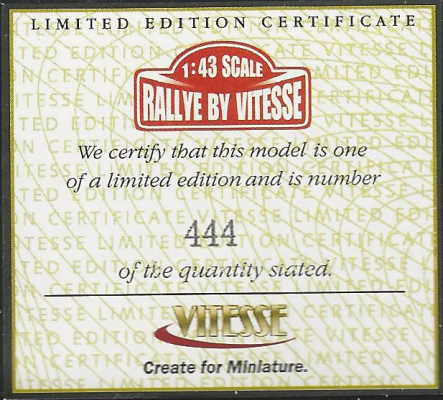 LIMITED EDITION CERTIFICATE
1:43 SCALE
RALLYE BY VITESSE
We certify that this model is one
of a limited edition and is number
444
of the quantity stated.
VITESSE
Create for Miniature.